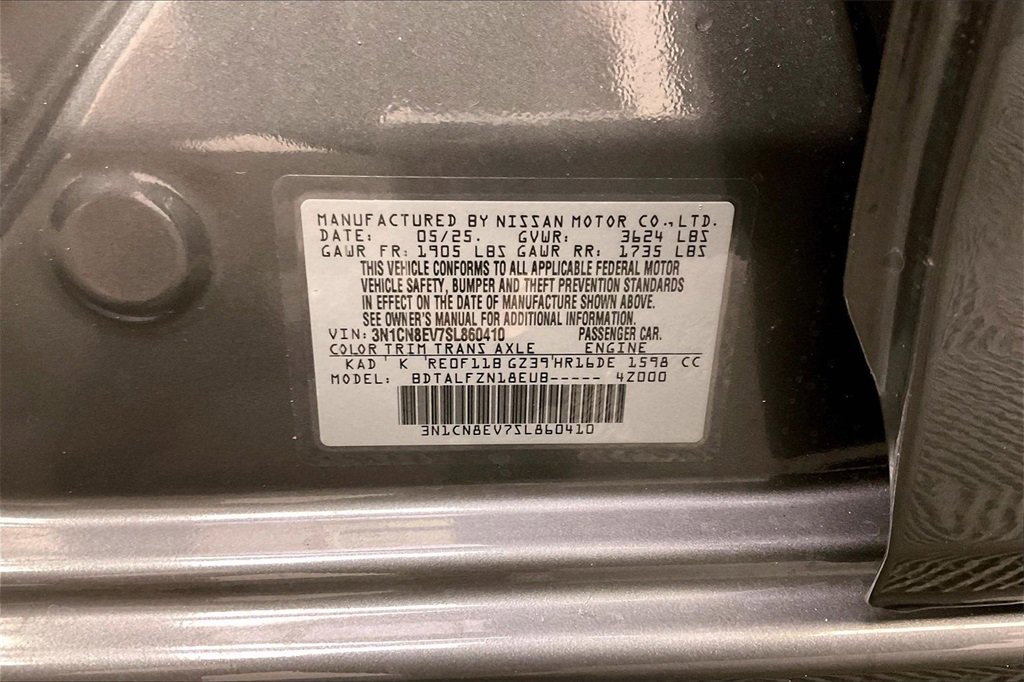 MANUFACTURED BY NISSAN MOTOR CO., LTD.
DATE: 05/25. GVWR: 3624 LBS
GAWR FR: 1905 LBS GAWR RR: 1735 LBS
THIS VEHICLE CONFORMS TO ALL APPLICABLE FEDERAL MOTOR
VEHICLE SAFETY, BUMPER AND THEFT PREVENTION STANDARDS
IN EFFECT ON THE DATE OF MANUFACTURE SHOWN ABOVE.
SEE OWNER'S MANUAL FOR ADDITIONAL INFORMATION.
VIN: 3N1CN8EV7SL860410 PASSENGER CAR.
COLOR TRIM TRANS AXLE ENGINE
KAD ' K 'RE0F11B GZ39'HR16DE 1598 CC
MODEL: BDTALFZN18EUB----- 4Z000
3N1CN8EV7SL860410